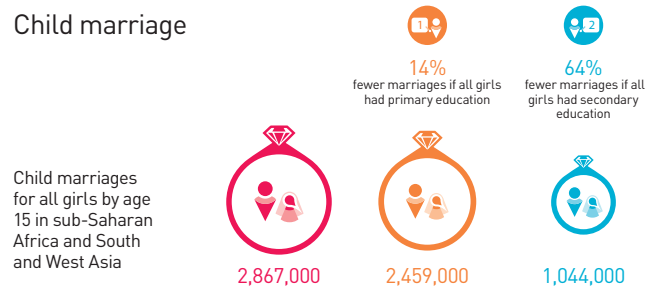 Child marriage
1
2
14%
fewer marriages if all girls
had primary education
64%
fewer marriages if all
girls had secondary
education
Child marriages
for all girls by age
15 in sub-Saharan
Africa and South
and West Asia
2,867,000
2,459,000
1,044,000